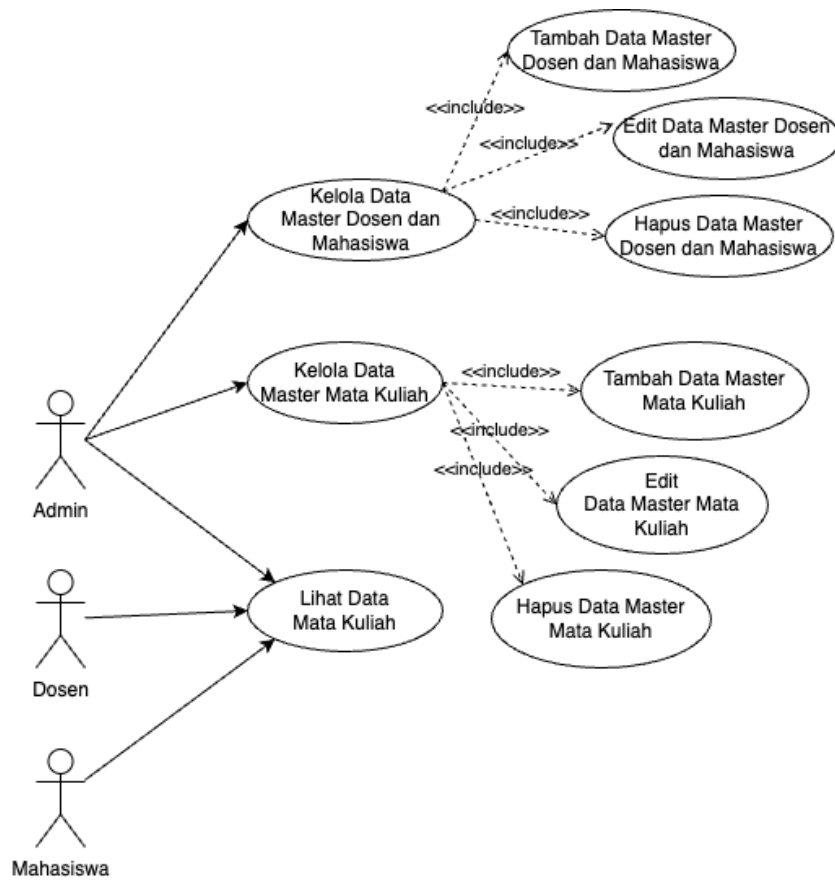 Tambah Data Master
Dosen dan Mahasiswa
<<include>>
Edit Data Master Dosen
dan Mahasiswa
<<include>>
Kelola Data
Master Dosen dan
Mahasiswa
<<include>>
Hapus Data Master
Dosen dan Mahasiswa
Kelola Data
Master Mata Kuliah
<<include>>
Tambah Data Master
Mata Kuliah
<<include>>
<<include>>
Edit
Data Master Mata
Kuliah
Admin
Lihat Data
Mata Kuliah
Hapus Data Master
Mata Kuliah
Dosen
Mahasiswa